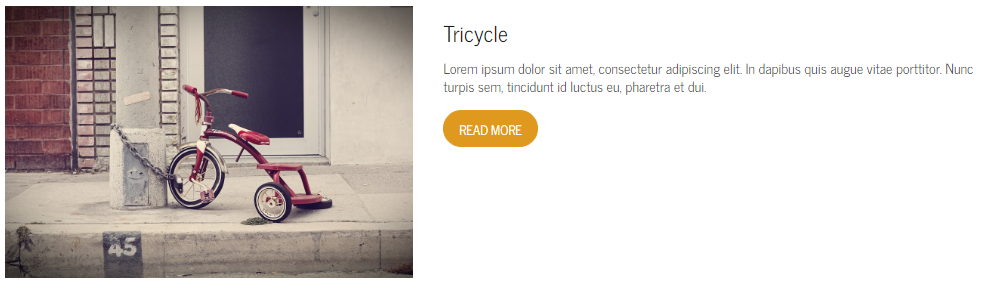 Tricycle
Lorem ipsum dolor sit amet, consectetur adipiscing elit. In dapibus quis augue vitae porttitor. Nunc
turpis sem, tincidunt id luctus eu, pharetra et dui.
READ MORE
45